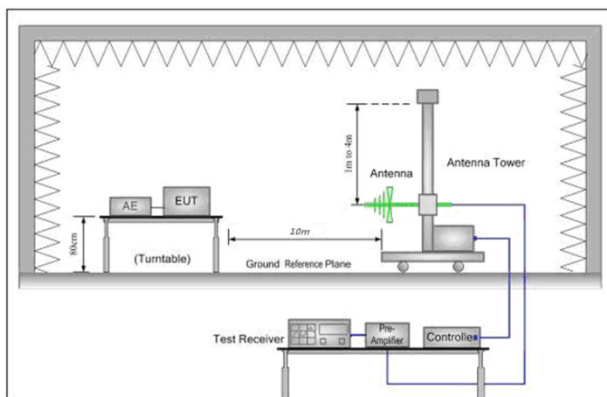 1m to 4m
Antenna
Antenna Tower
AE
EUT
80cm
(Turntable)
10m
Ground Reference Plane
Test Receiver
Pre-
Amplifier
Controller